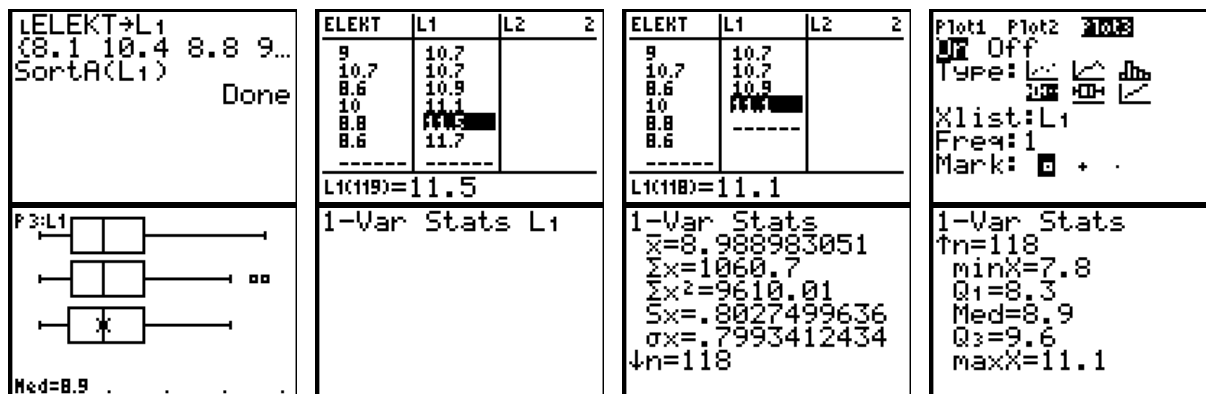 ʟELEKT→L₁
{8.1 10.4 8.8 9…
SortA(L₁)
Done
ELEKT L1 L2 2
9 10.7
10.7 10.7
8.6 10.9
10 11.1
8.8 11.5
8.6 11.7
------ ------
L1(119)=11.5
ELEKT L1 L2 2
9 10.7
10.7 10.7
8.6 10.9
10 11.1
8.8 ------
8.6
------
L1(118)=11.1
Plot1 Plot2 Plot3
On Off
Type:
Xlist:L₁
Freq:1
Mark: ▫ + ·
P3:L1
Med=8.9
1-Var Stats L₁
1-Var Stats
x̄=8.988983051
Σx=1060.7
Σx²=9610.01
Sx=.8027499636
σx=.7993412434
↓n=118
1-Var Stats
↑n=118
minX=7.8
Q₁=8.3
Med=8.9
Q₃=9.6
maxX=11.1